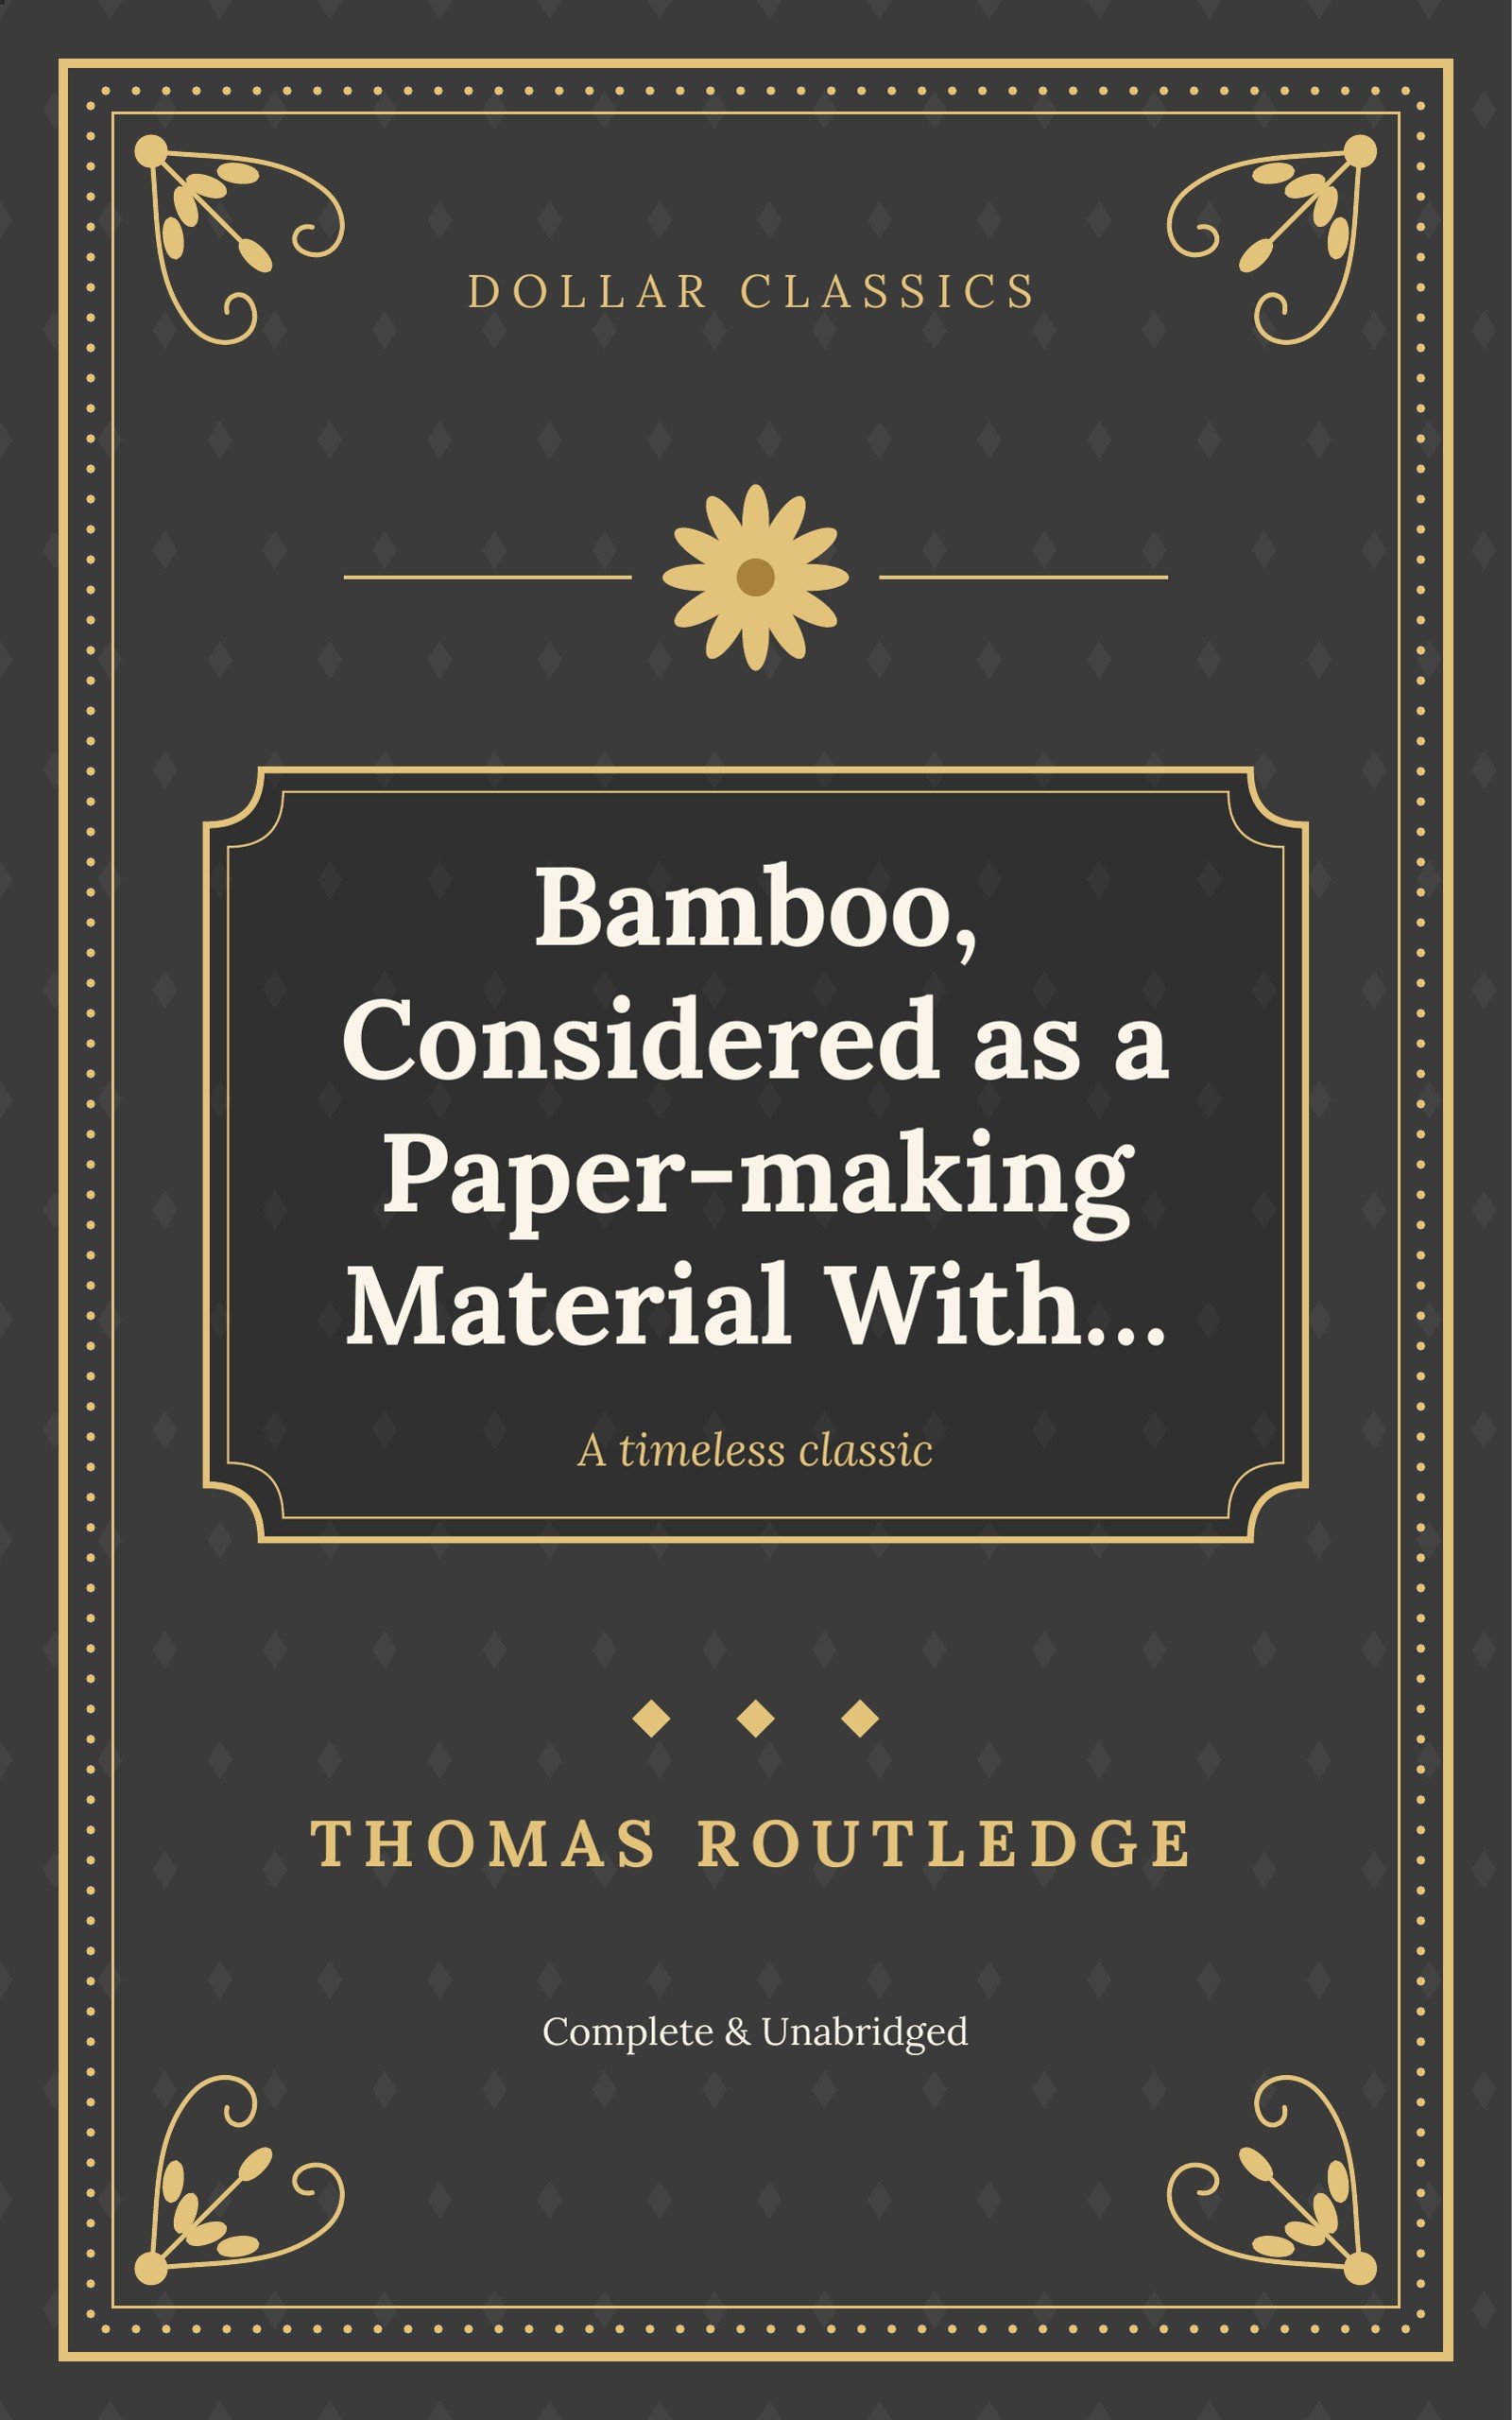 DOLLAR CLASSICS
Bamboo,
Considered as a
Paper-making
Material With...
A timeless classic
THOMAS ROUTLEDGE
Complete & Unabridged